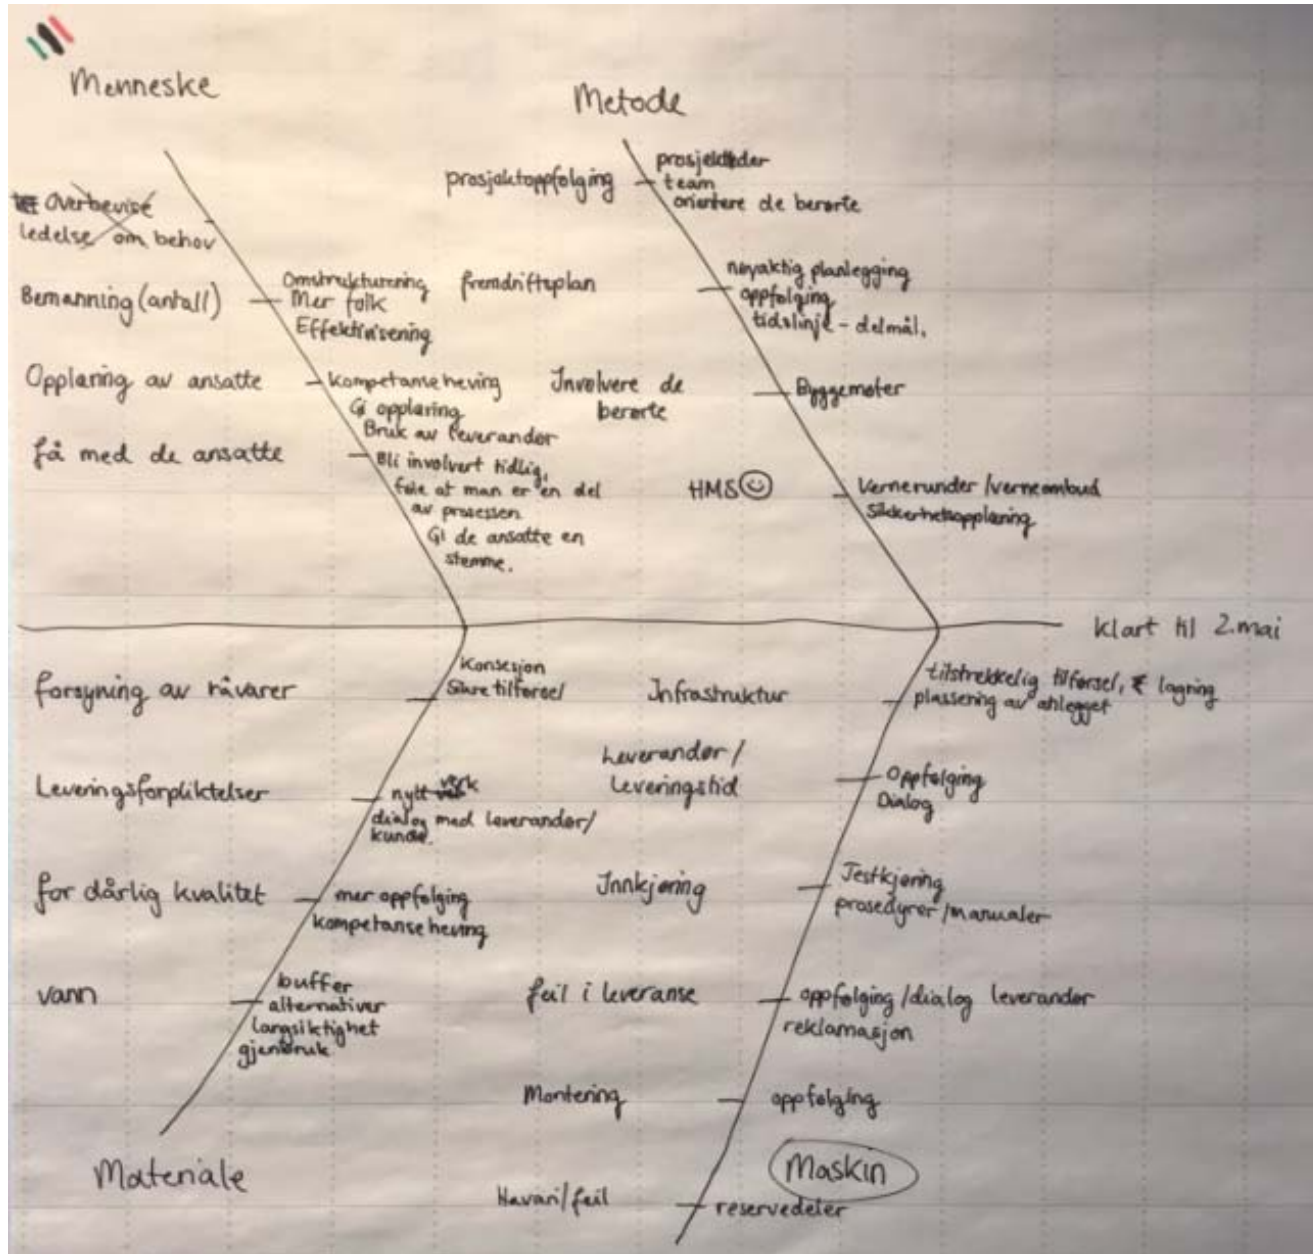 Menneske
Overbevise
ledelse om behov
Bemanning (antall)
Omstrukturering
Mer folk
Effektivisering
Opplæring av ansatte
kompetanseheving
Gi opplæring
Bruk av leverandør
få med de ansatte
Bli involvert tidlig,
føle at man er en del
av prosessen
Gi de ansatte en
stemme.
Metode
prosjektoppfølging
prosjektleder
team
orientere de berørte
fremdriftsplan
nøyaktig planlegging
oppfølging
tidslinje - delmål.
Involvere de
berørte
Byggemøter
HMS
Vernerunder/verneombud
Sikkerhetsopplæring
klart til 2.mai
forsyning av råvarer
Konsesjon
Sikre tilførsel
Leveringsforpliktelser
nytt verk
dialog med leverandør/
kunde.
for dårlig kvalitet
mer oppfølging
kompetanseheving
vann
buffer
alternativer
langsiktighet
gjenbruk
Materiale
Infrastruktur
tilstrekkelig tilførsel, lagring
plassering av anlegget
Leverandør/
Leveringstid
Oppfølging
Dialog
Innkjøring
Testkjøring
prosedyrer/manualer
feil i leveranse
oppfølging/dialog leverandør
reklamasjon
Montering
oppfølging
Maskin
Havari/feil
reservedeler